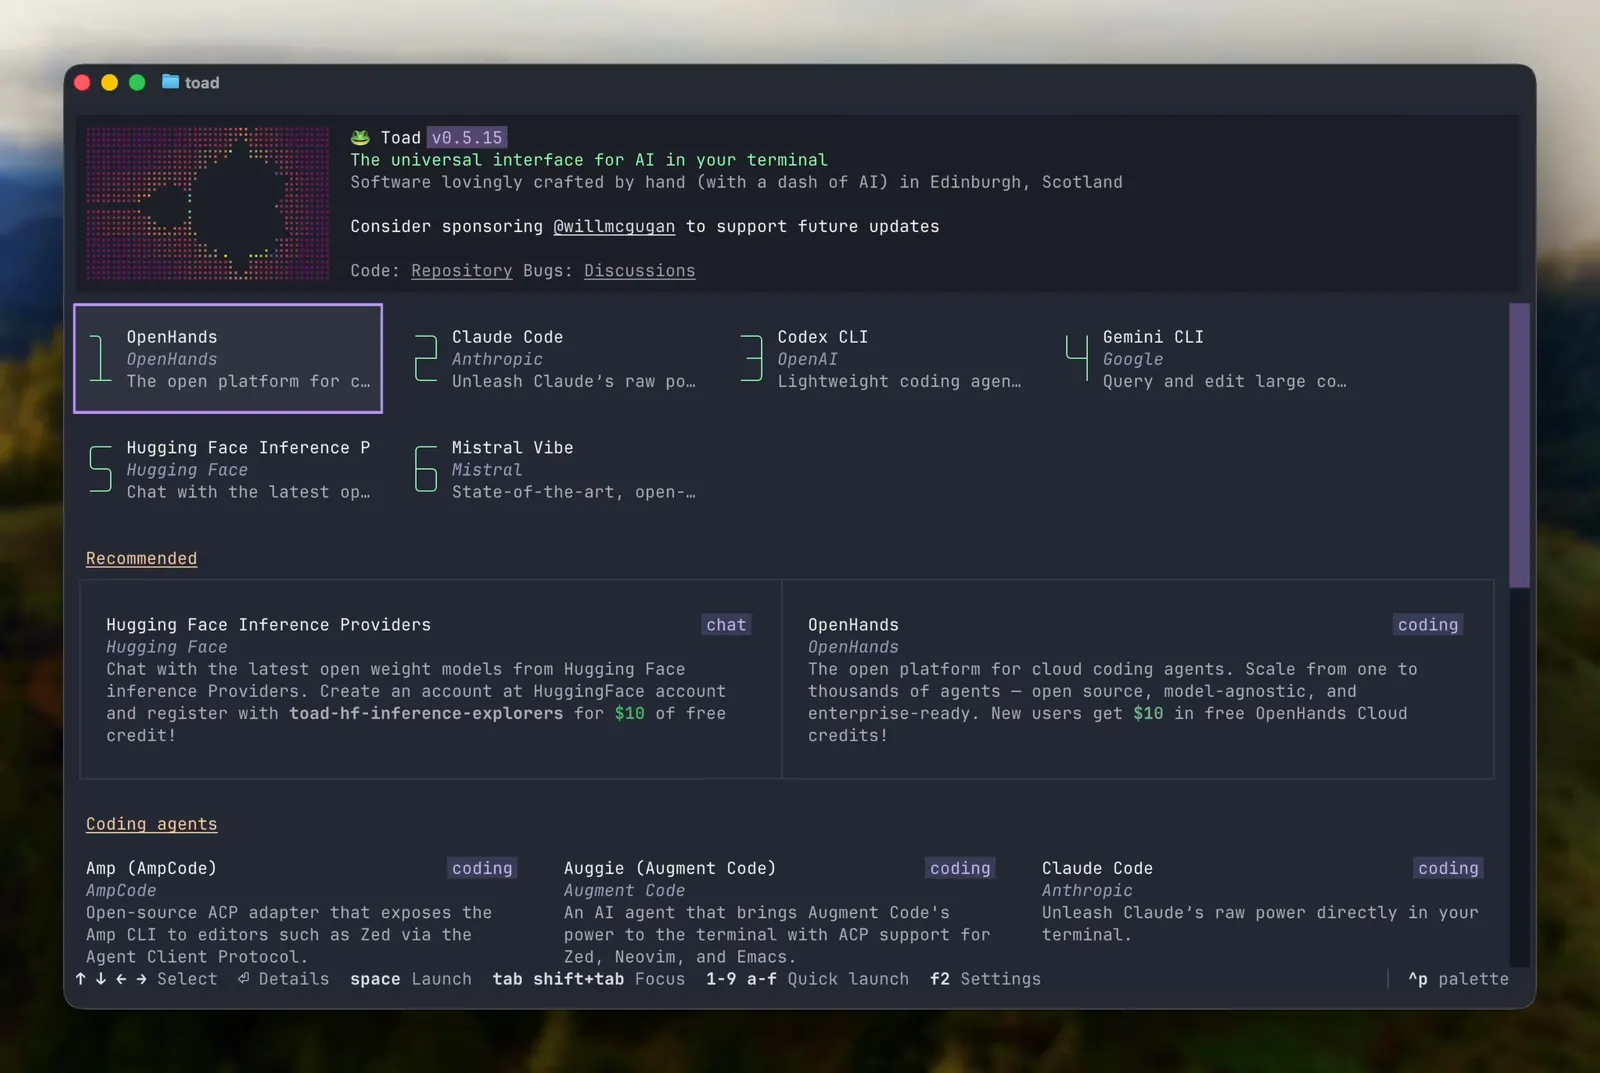 toad
🐸 Toad v0.5.15
The universal interface for AI in your terminal
Software lovingly crafted by hand (with a dash of AI) in Edinburgh, Scotland
Consider sponsoring @willmcgugan to support future updates
Code: Repository Bugs: Discussions
1
OpenHands
OpenHands
The open platform for c…
2
Claude Code
Anthropic
Unleash Claude’s raw po…
3
Codex CLI
OpenAI
Lightweight coding agen…
4
Gemini CLI
Google
Query and edit large co…
5
Hugging Face Inference P
Hugging Face
Chat with the latest op…
6
Mistral Vibe
Mistral
State-of-the-art, open-…
Recommended
Hugging Face Inference Providers chat
Hugging Face
Chat with the latest open weight models from Hugging Face
inference Providers. Create an account at HuggingFace account
and register with toad-hf-inference-explorers for $10 of free
credit!
OpenHands coding
OpenHands
The open platform for cloud coding agents. Scale from one to
thousands of agents — open source, model-agnostic, and
enterprise-ready. New users get $10 in free OpenHands Cloud
credits!
Coding agents
Amp (AmpCode) coding
AmpCode
Open-source ACP adapter that exposes the
Amp CLI to editors such as Zed via the
Agent Client Protocol.
Auggie (Augment Code) coding
Augment Code
An AI agent that brings Augment Code's
power to the terminal with ACP support for
Zed, Neovim, and Emacs.
Claude Code coding
Anthropic
Unleash Claude’s raw power directly in your
terminal.
↑ ↓ ← → Select ⏎ Details space Launch tab shift+tab Focus 1-9 a-f Quick launch f2 Settings ^p palette